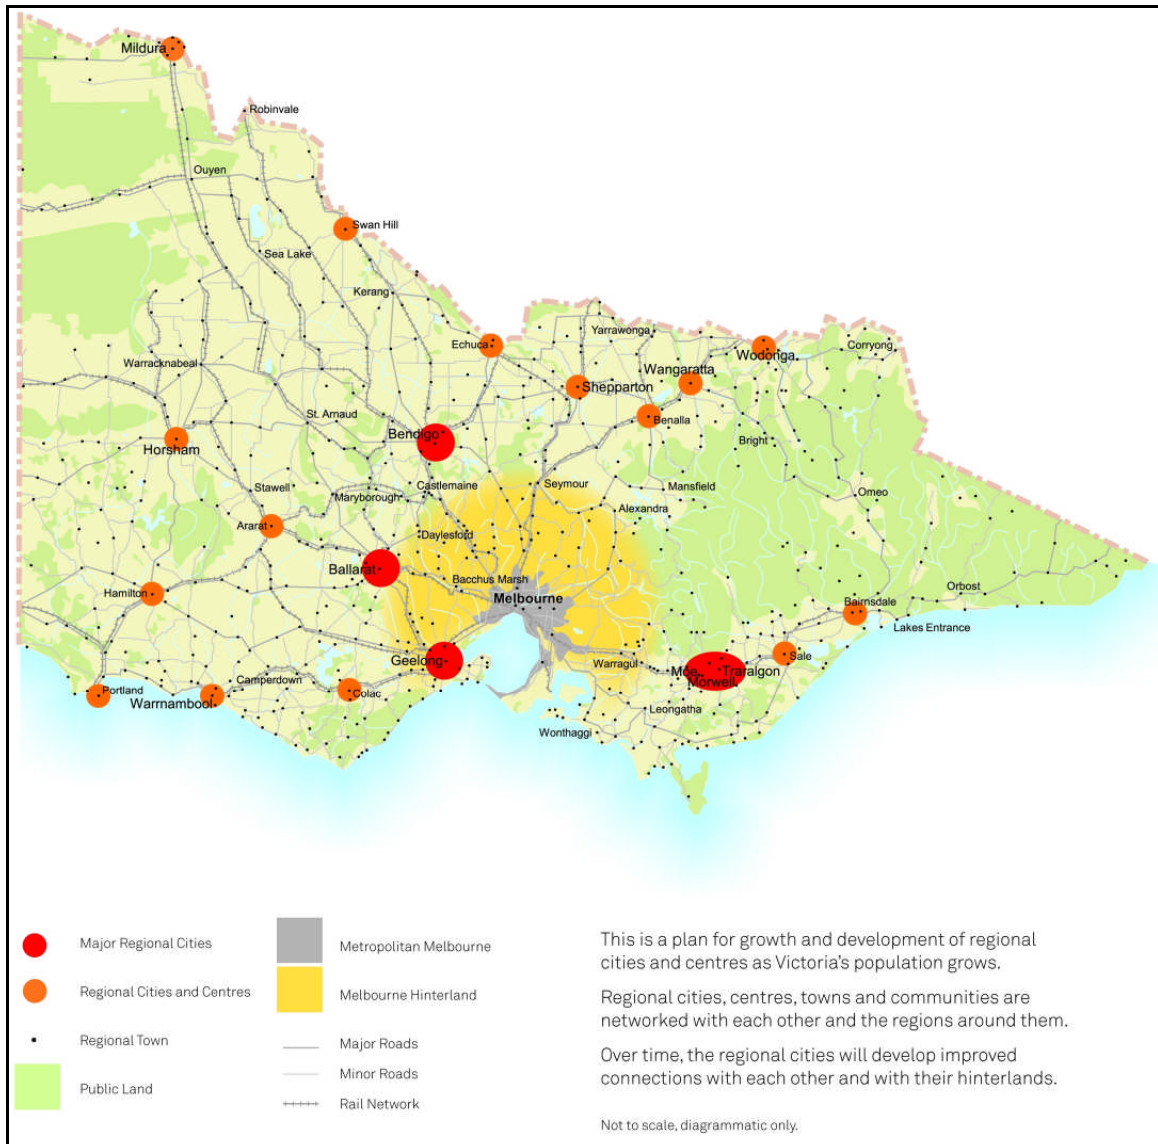 Mildura
Robinvale
Ouyen
Swan Hill
Sea Lake
Kerang
Echuca
Yarrawonga
Wodonga
Corryong
Warracknabeal
Wangaratta
Shepparton
St. Arnaud
Benalla
Bendigo
Bright
Horsham
Stawell
Castlemaine
Seymour
Mansfield
Maryborough
Omeo
Ararat
Alexandra
Daylesford
Ballarat
Bacchus Marsh
Hamilton
Melbourne
Orbost
Bairnsdale
Lakes Entrance
Geelong
Warragul
Sale
Moe
Traralgon
Morwell
Camperdown
Portland
Colac
Warrnambool
Leongatha
Wonthaggi
Major Regional Cities
Regional Cities and Centres
Regional Town
Public Land
Metropolitan Melbourne
Melbourne Hinterland
Major Roads
Minor Roads
Rail Network
This is a plan for growth and development of regional
cities and centres as Victoria's population grows.
Regional cities, centres, towns and communities are
networked with each other and the regions around them.
Over time, the regional cities will develop improved
connections with each other and with their hinterlands.
Not to scale, diagrammatic only.